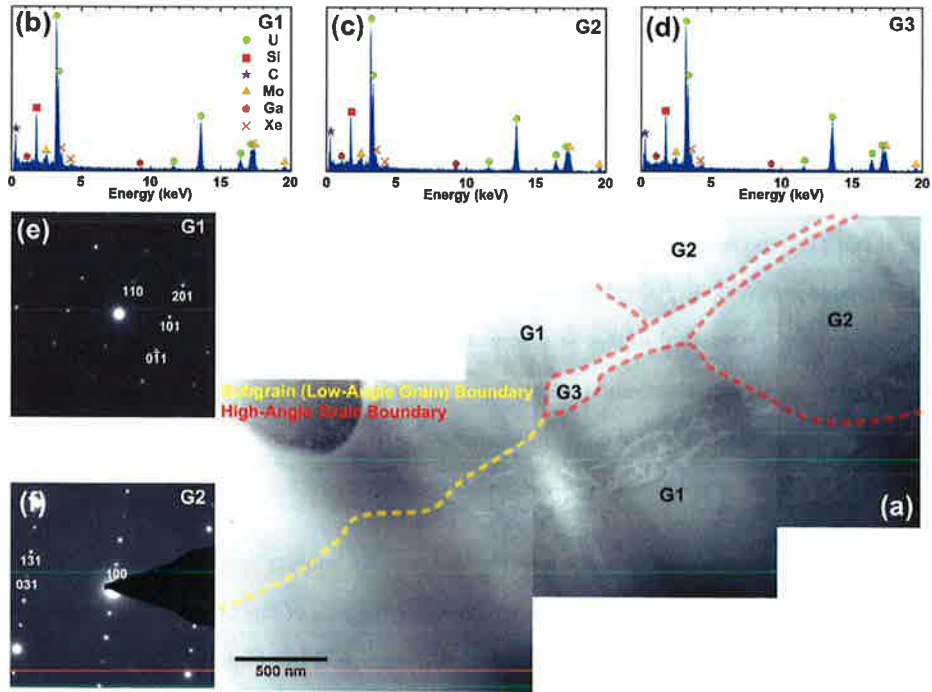 (b) G1
U
Si
C
Mo
Ga
Xe
0 5 10 15 20
Energy (keV)
(c) G2
0 5 10 15 20
Energy (keV)
(d) G3
0 5 10 15 20
Energy (keV)
(e) G1
110
201
101
011
(f) G2
131
031
100
G2
G1
G2
Subgrain (Low-Angle Grain) Boundary
High-Angle Grain Boundary
G3
G1
(a)
500 nm